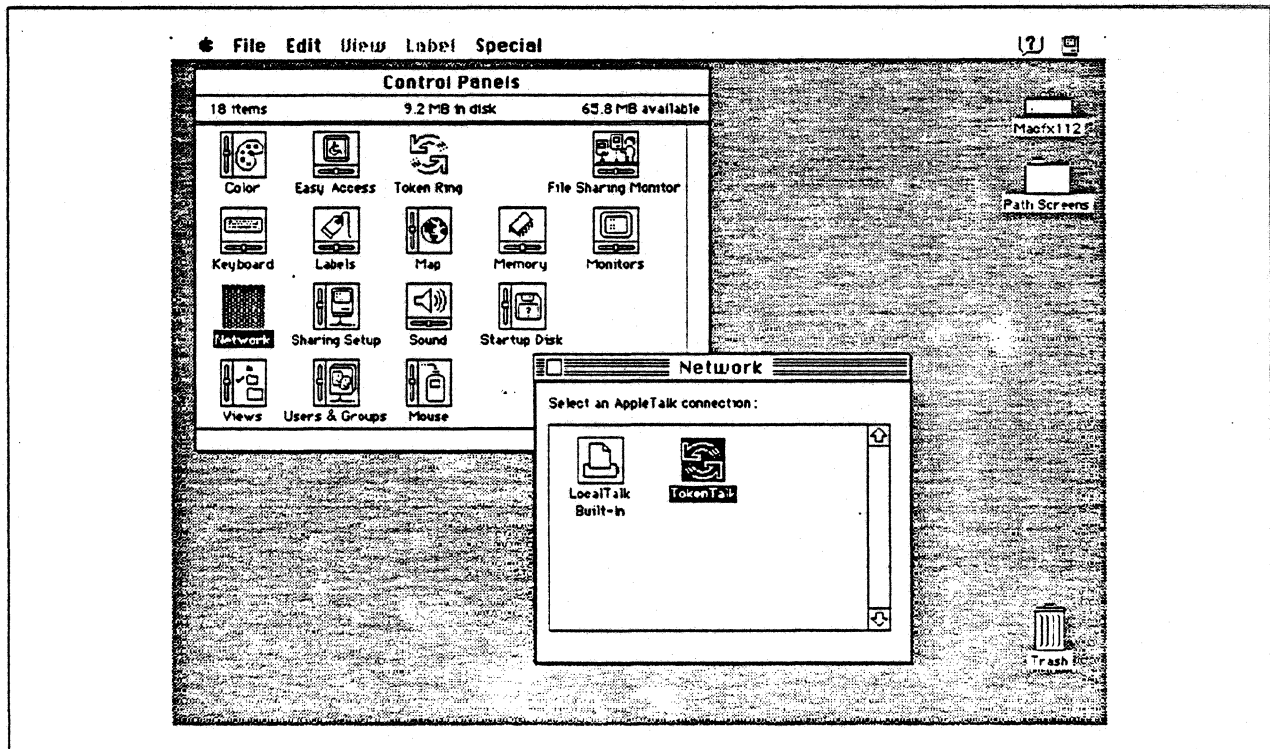 File Edit View Label Special
Control Panels
18 items 9.2 MB in disk 65.8 MB available
Color Easy Access Token Ring File Sharing Monitor
Keyboard Labels Map Memory Monitors
Network Sharing Setup Sound Startup Disk
Views Users & Groups Mouse
Network
Select an AppleTalk connection:
LocalTalk Built-In
TokenTalk
Macfx112
Path Screens
Trash